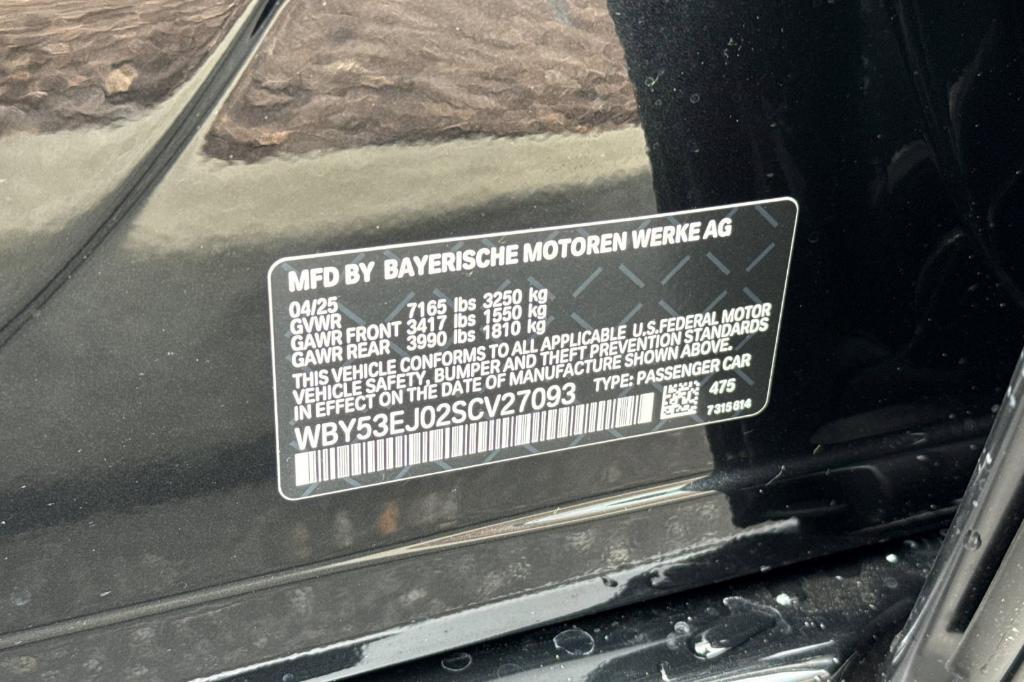 MFD BY BAYERISCHE MOTOREN WERKE AG
04/25
GVWR 7165 lbs 3250 kg
GAWR FRONT 3417 lbs 1550 kg
GAWR REAR 3990 lbs 1810 kg
THIS VEHICLE CONFORMS TO ALL APPLICABLE U.S.FEDERAL MOTOR
VEHICLE SAFETY, BUMPER AND THEFT PREVENTION STANDARDS
IN EFFECT ON THE DATE OF MANUFACTURE SHOWN ABOVE.
WBY53EJ02SCV27093 TYPE: PASSENGER CAR
475
7315814